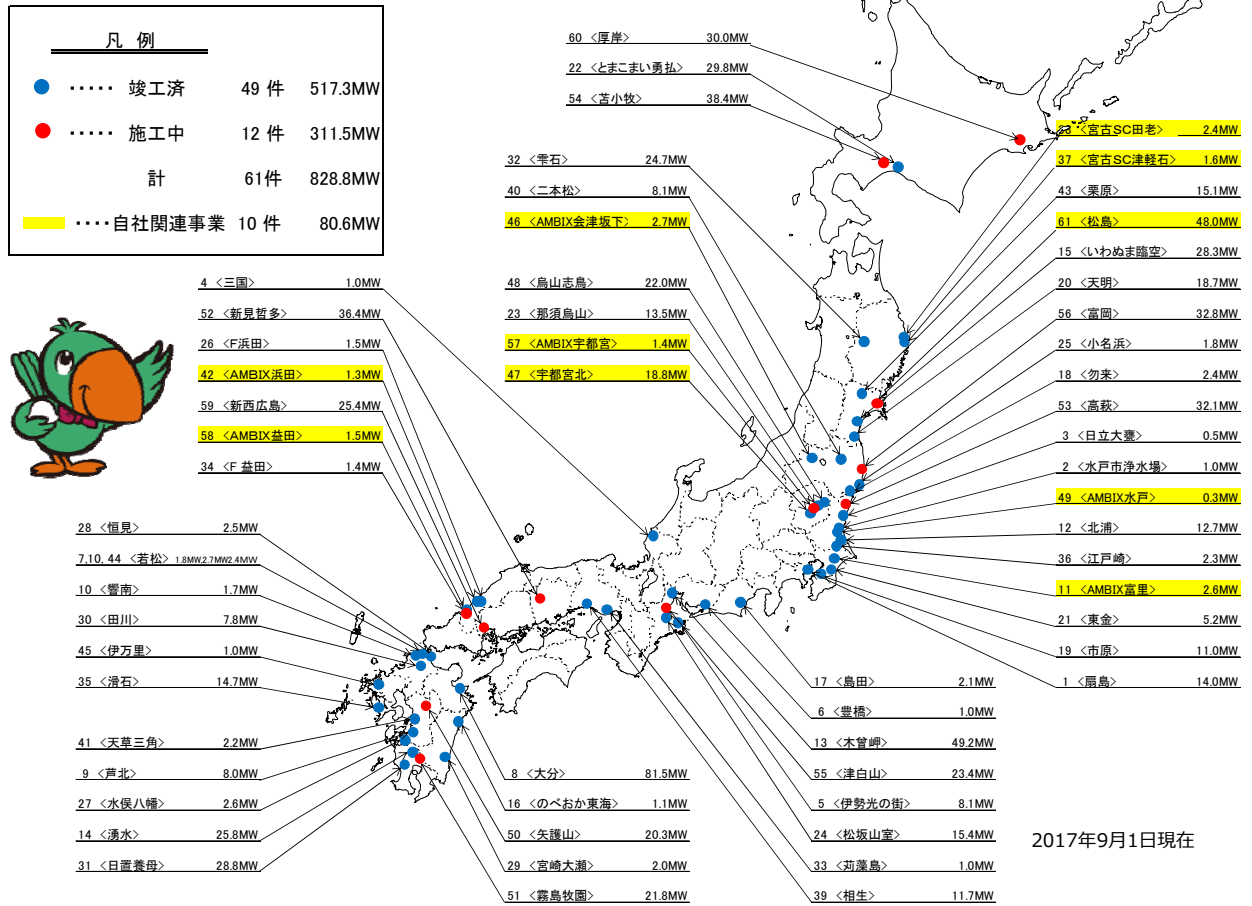 凡 例
・・・・・ 竣工済 49 件 517.3MW
・・・・・ 施工中 12 件 311.5MW
計 61件 828.8MW
・・・・自社関連事業 10 件 80.6MW
60 <厚岸> 30.0MW
22 <とまこまい勇払> 29.8MW
54 <苫小牧> 38.4MW
32 <雫石> 24.7MW
40 <二本松> 8.1MW
46 <AMBIX会津坂下> 2.7MW
48 <烏山志鳥> 22.0MW
23 <那須烏山> 13.5MW
57 <AMBIX宇都宮> 1.4MW
47 <宇都宮北> 18.8MW
<宮古SC田老> 2.4MW
37 <宮古SC津軽石> 1.6MW
43 <栗原> 15.1MW
61 <松島> 48.0MW
15 <いわぬま臨空> 28.3MW
20 <天明> 18.7MW
56 <富岡> 32.8MW
25 <小名浜> 1.8MW
18 <勿来> 2.4MW
53 <高萩> 32.1MW
3 <日立大甕> 0.5MW
2 <水戸市浄水場> 1.0MW
49 <AMBIX水戸> 0.3MW
12 <北浦> 12.7MW
36 <江戸崎> 2.3MW
11 <AMBIX富里> 2.6MW
21 <東金> 5.2MW
19 <市原> 11.0MW
1 <扇島> 14.0MW
4 <三国> 1.0MW
52 <新見哲多> 36.4MW
26 <F浜田> 1.5MW
42 <AMBIX浜田> 1.3MW
59 <新西広島> 25.4MW
58 <AMBIX益田> 1.5MW
34 <F 益田> 1.4MW
28 <恒見> 2.5MW
7,10,44 <若松> 1.8MW,2.7MW2.4MW
10 <響南> 1.7MW
30 <田川> 7.8MW
45 <伊万里> 1.0MW
35 <滑石> 14.7MW
41 <天草三角> 2.2MW
9 <芦北> 8.0MW
27 <水俣八幡> 2.6MW
14 <湧水> 25.8MW
31 <日置養母> 28.8MW
8 <大分> 81.5MW
16 <のべおか東海> 1.1MW
50 <矢護山> 20.3MW
29 <宮崎大瀬> 2.0MW
51 <霧島牧園> 21.8MW
17 <島田> 2.1MW
6 <豊橋> 1.0MW
13 <木曾岬> 49.2MW
55 <津白山> 23.4MW
5 <伊勢光の街> 8.1MW
24 <松坂山室> 15.4MW
33 <苅藻島> 1.0MW
39 <相生> 11.7MW
2017年9月1日現在